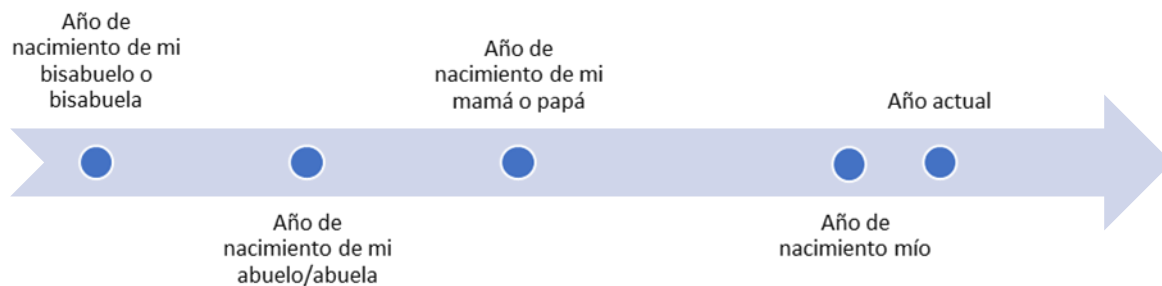 Año de
nacimiento de mi
bisabuelo o
bisabuela
Año de
nacimiento de mi
abuelo/abuela
Año de
nacimiento de mi
mamá o papá
Año de
nacimiento mío
Año actual